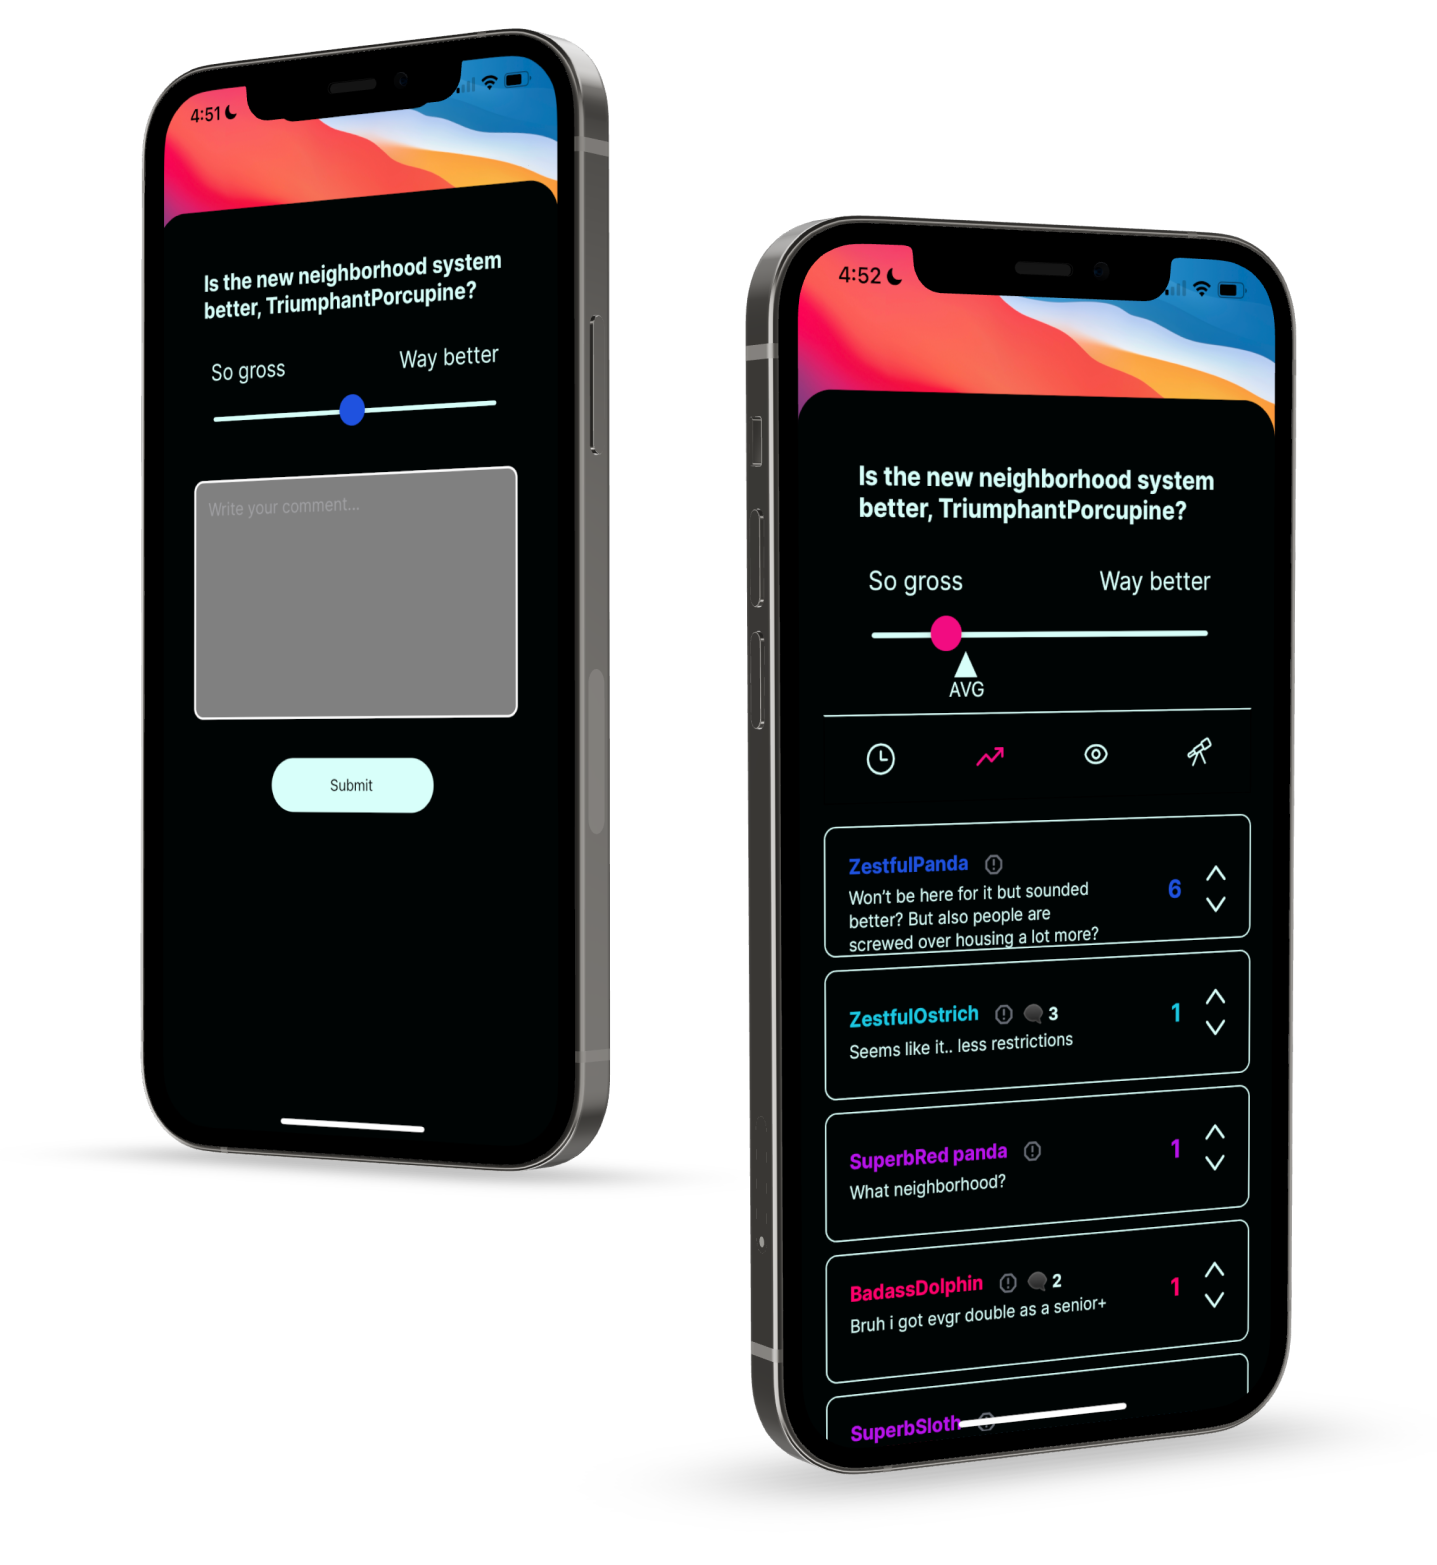 4:51
Is the new neighborhood system
better, TriumphantPorcupine?
So gross
Way better
Write your comment...
Submit
4:52
Is the new neighborhood system
better, TriumphantPorcupine?
So gross
Way better
AVG
ZestfulPanda
Won't be here for it but sounded
better? But also people are
screwed over housing a lot more?
6
ZestfulOstrich 3
Seems like it.. less restrictions
1
SuperbRed panda
What neighborhood?
1
BadassDolphin 2
Bruh i got evgr double as a senior+
1
SuperbSloth